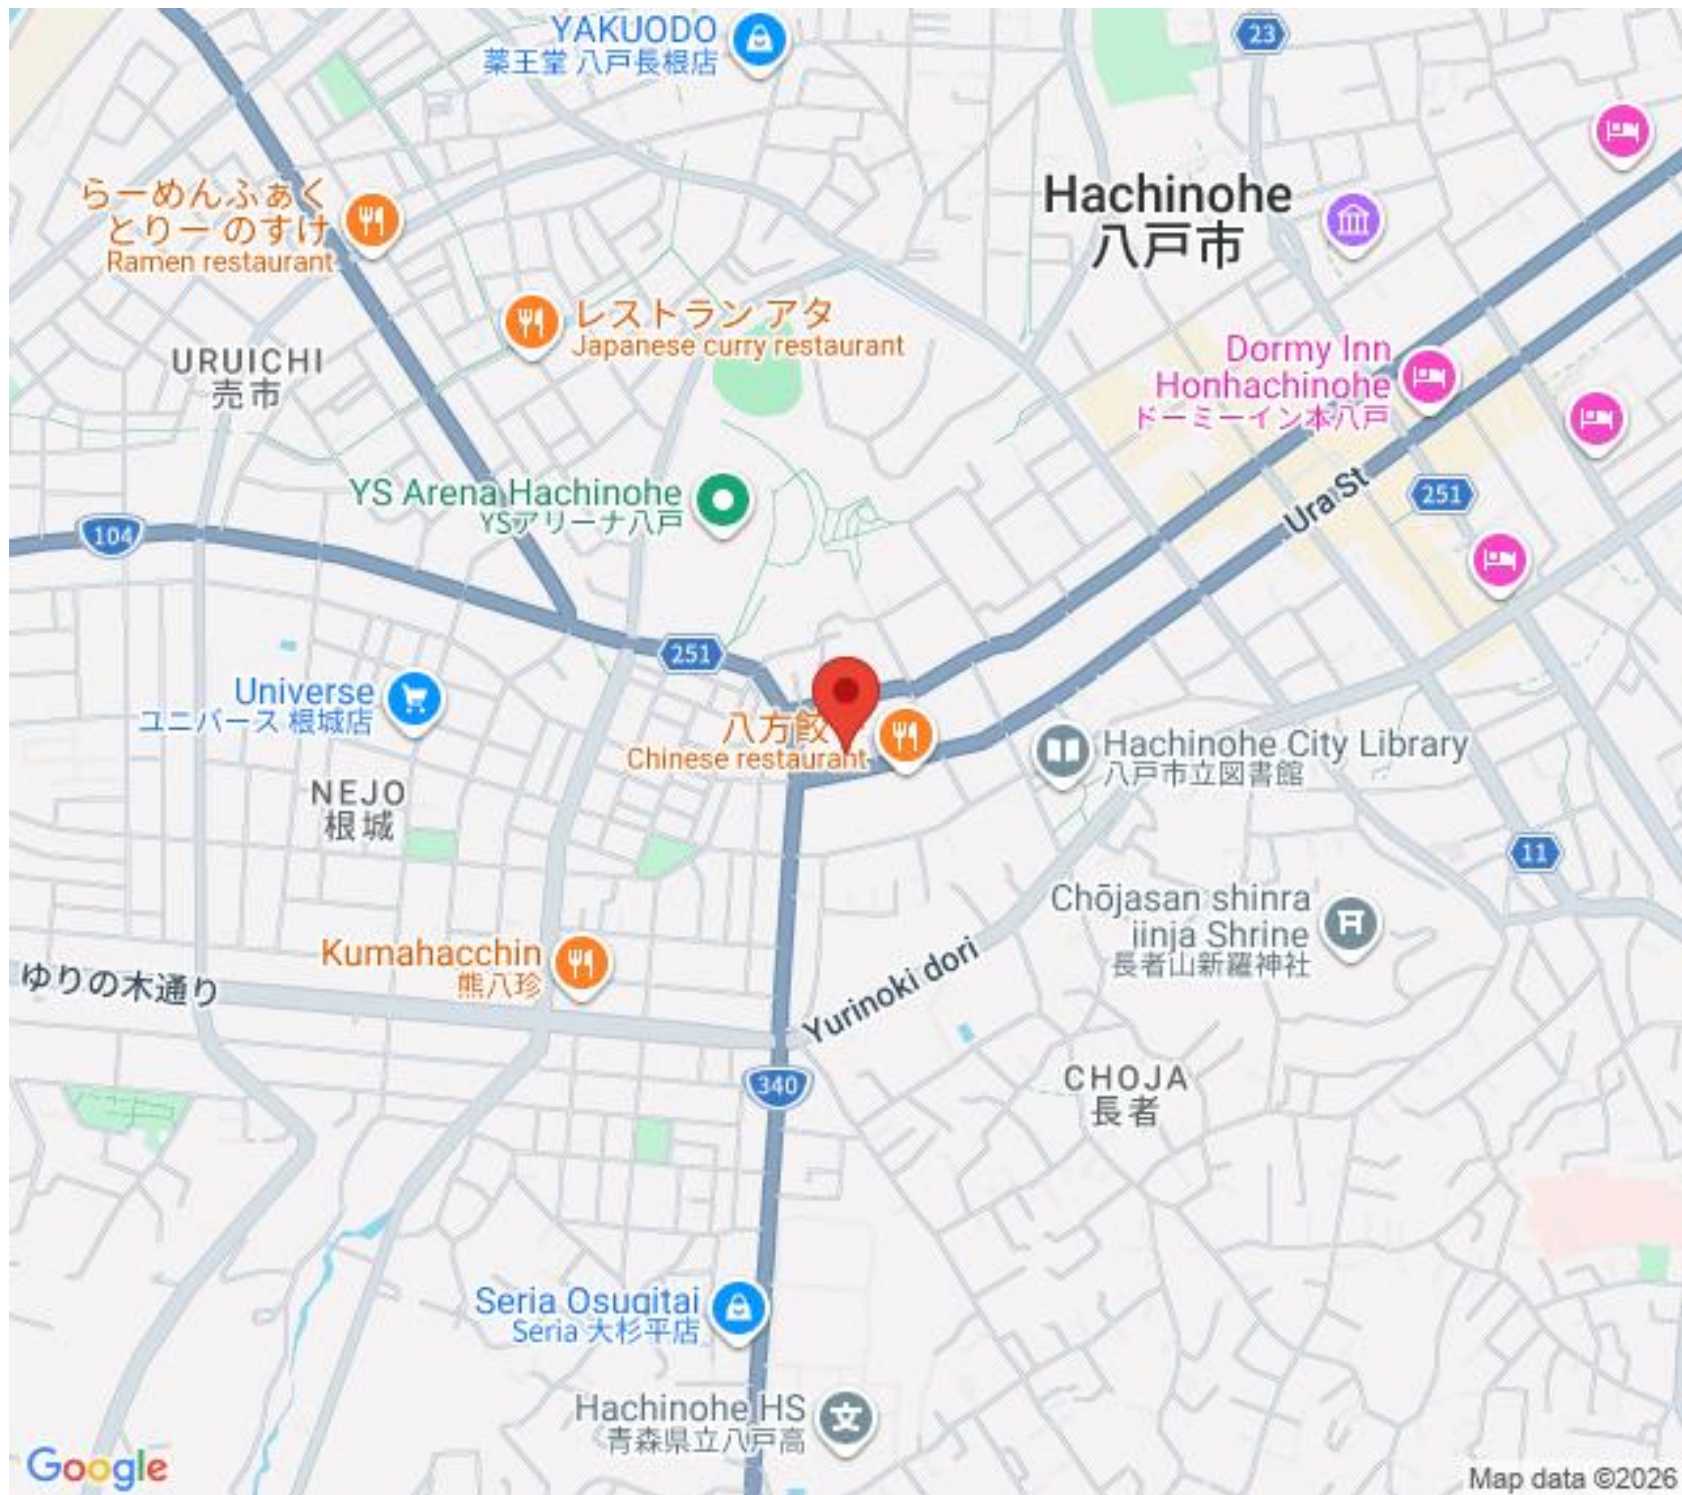 YAKUODO
薬王堂 八戸長根店
23
らーめんふぁく
とりー のすけ
Ramen restaurant
Hachinohe
八戸市
レストラン アタ
Japanese curry restaurant
URUICHI
売市
Dormy Inn
Honhachinohe
ドーミーイン本八戸
YS Arena Hachinohe
YSアリーナ八戸
Ura St
251
104
251
Universe
ユニバース 根城店
八方餃
Chinese restaurant
Hachinohe City Library
八戸市立図書館
NEJO
根城
11
Chōjasan shinra
iinja Shrine
長者山新羅神社
Kumahacchin
熊八珍
ゆりの木通り
Yurinoki dori
340
CHOJA
長者
Seria Osugitai
Seria 大杉平店
Hachinohe HS
青森県立八戸高
Google
Map data ©2026